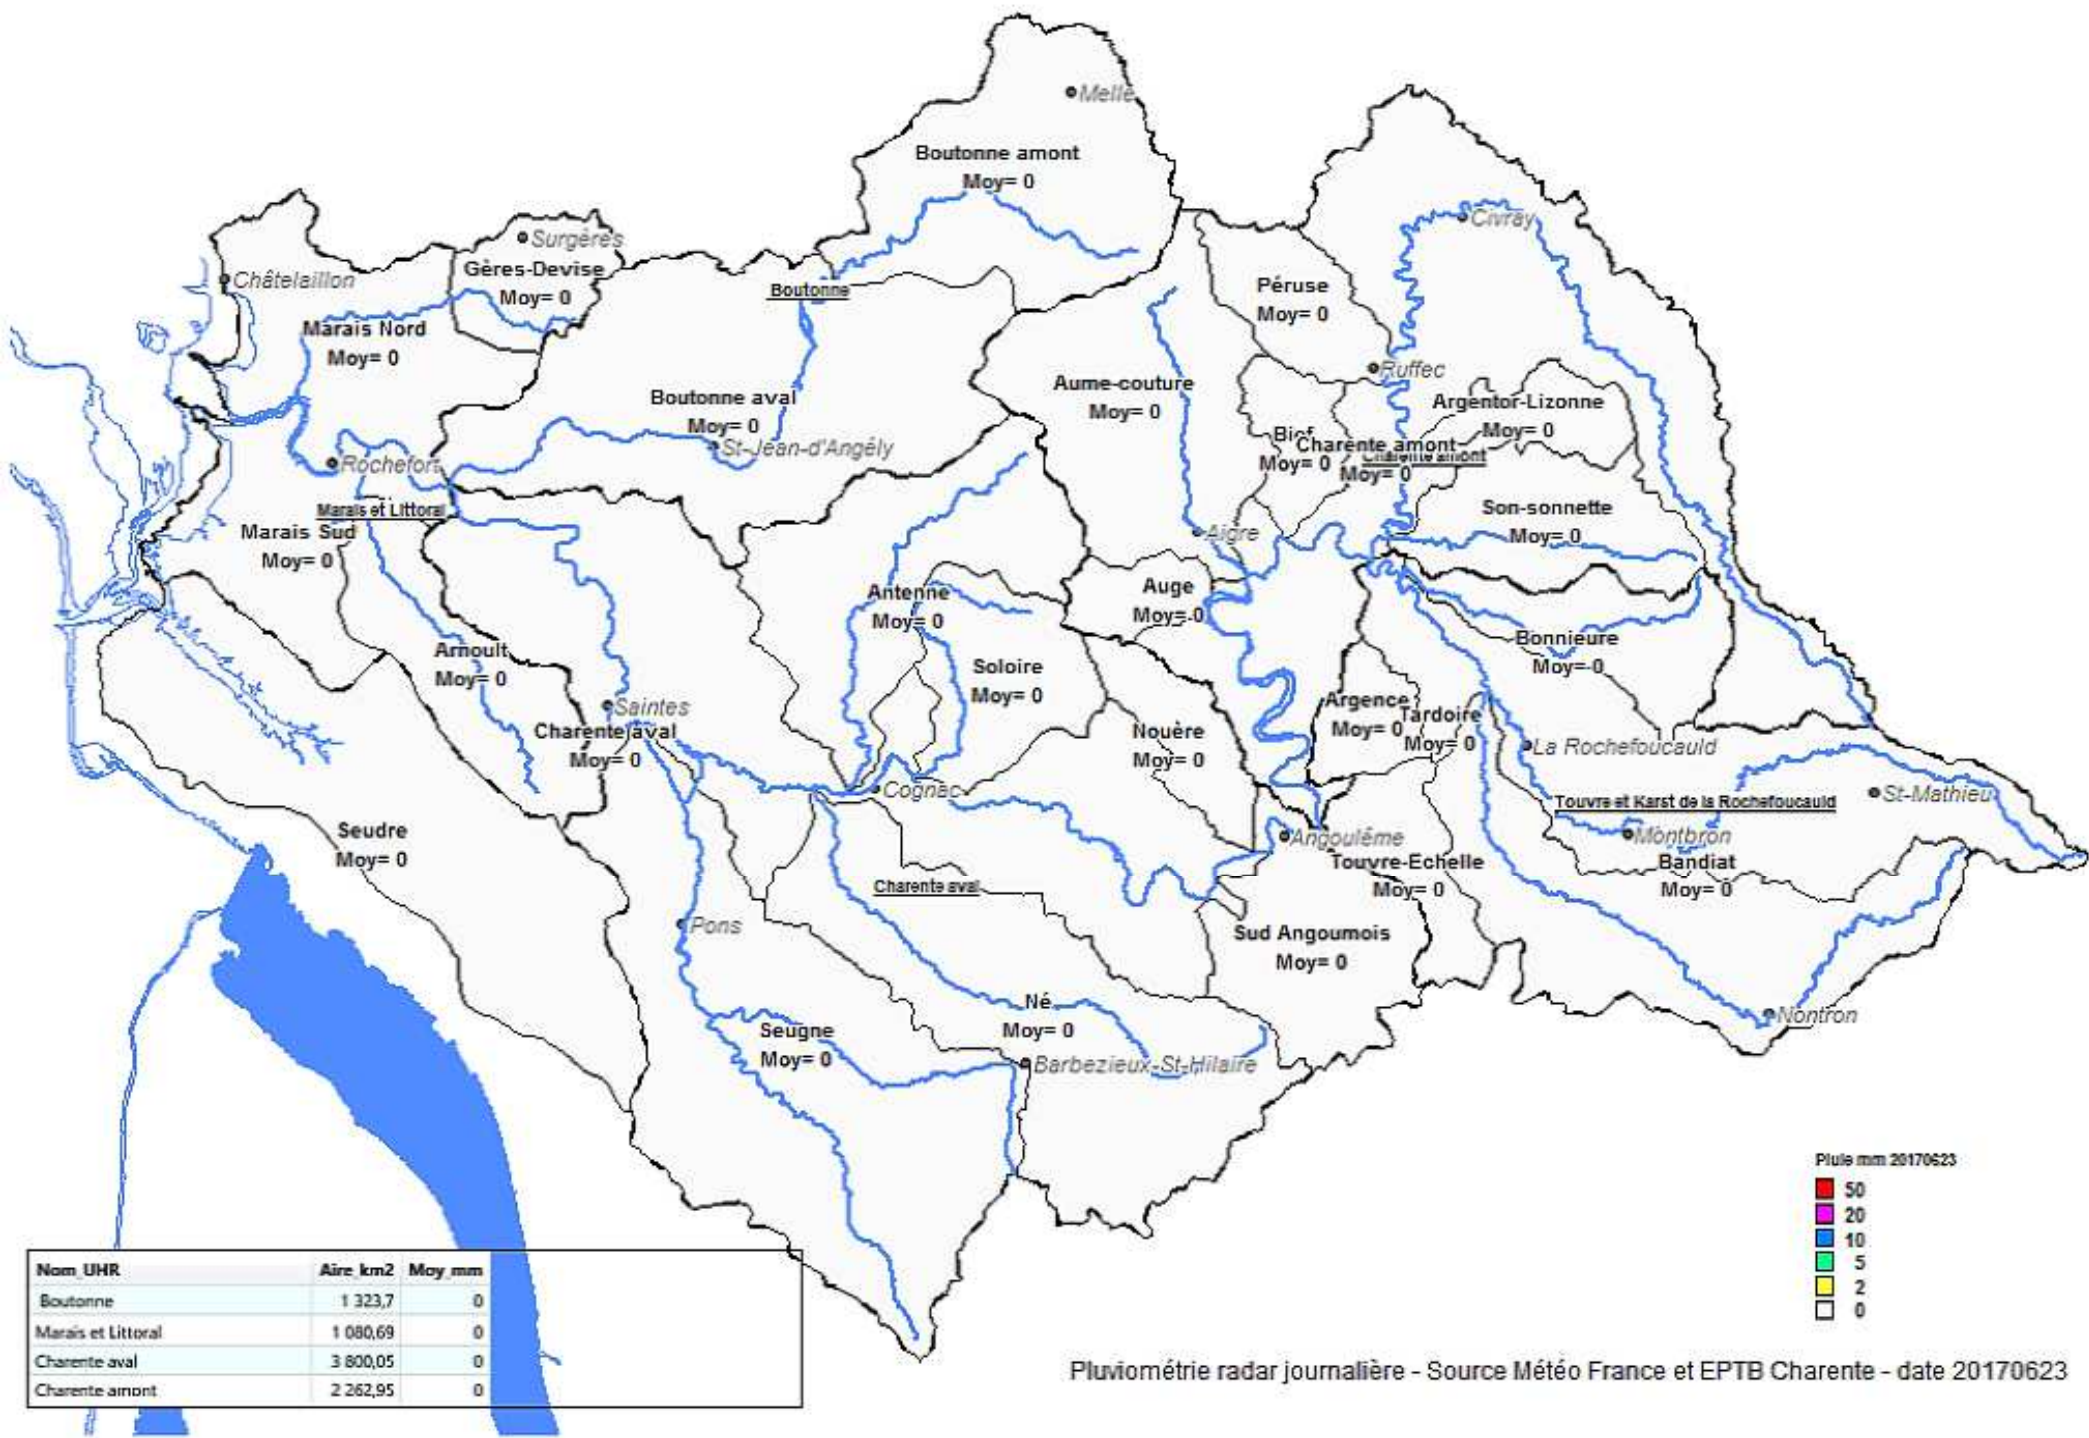 Melle
Boutonne amont
Moy= 0
Civray
Surgères
Gères-Devise
Moy= 0
Châtelaillon
Boutonne
Péruse
Moy= 0
Marais Nord
Moy= 0
Ruffec
Aume-couture
Moy= 0
Boutonne aval
Moy= 0
Argentor-Lizonne
Moy= 0
St-Jean-d'Angély
Bief
Moy= 0
Charente amont
Charente amont
Moy= 0
Rochefort
Marais et Littoral
Marais Sud
Moy= 0
Son-sonnette
Moy= 0
Aigre
Antenne
Moy= 0
Auge
Moy= 0
Bonnieure
Moy= 0
Arnoult
Moy= 0
Soloire
Moy= 0
Saintes
Charente aval
Moy= 0
Nouère
Moy= 0
Argence
Moy= 0
Tardoire
Moy= 0
La Rochefoucauld
Cognac
St-Mathieu
Touvre et Karst de la Rochefoucauld
Seudre
Moy= 0
Angoulême
Montbron
Touvre-Echelle
Moy= 0
Bandiat
Moy= 0
Charente aval
Pons
Sud Angoumois
Moy= 0
Né
Moy= 0
Nontron
Seugne
Moy= 0
Barbezieux-St-Hilaire
Pluie mm 20170623
50
20
10
5
2
0
Nom_UHR Aire_km2 Moy_mm
Boutonne 1 323,7 0
Marais et Littoral 1 080,69 0
Charente aval 3 800,05 0
Charente amont 2 262,95 0
Pluviométrie radar journalière - Source Météo France et EPTB Charente - date 20170623